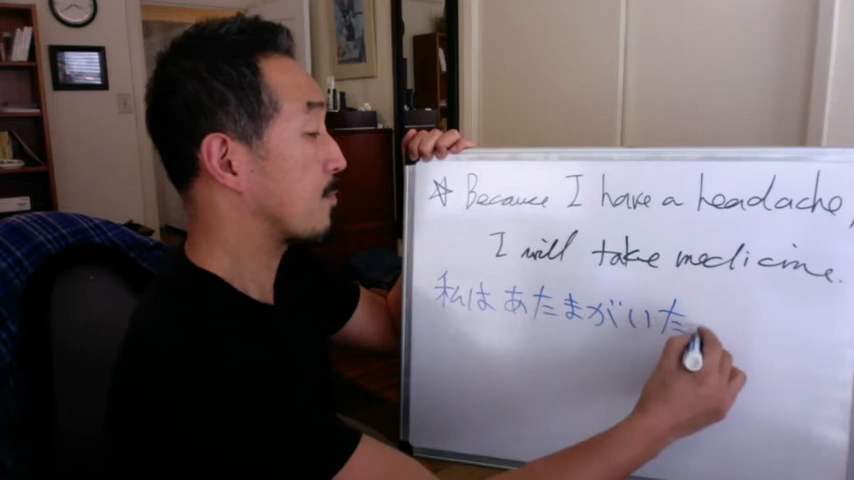 ☆ Because I have a headache,
I will take medicine.
私はあたまがいた